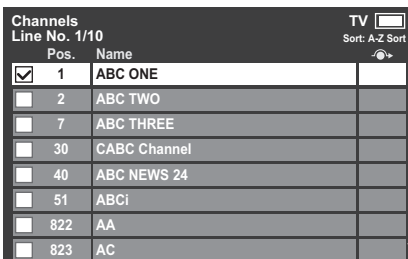 Channels TV
Line No. 1/10 Sort: A-Z Sort
Pos. Name
1 ABC ONE
2 ABC TWO
7 ABC THREE
30 CABC Channel
40 ABC NEWS 24
51 ABCi
822 AA
823 AC